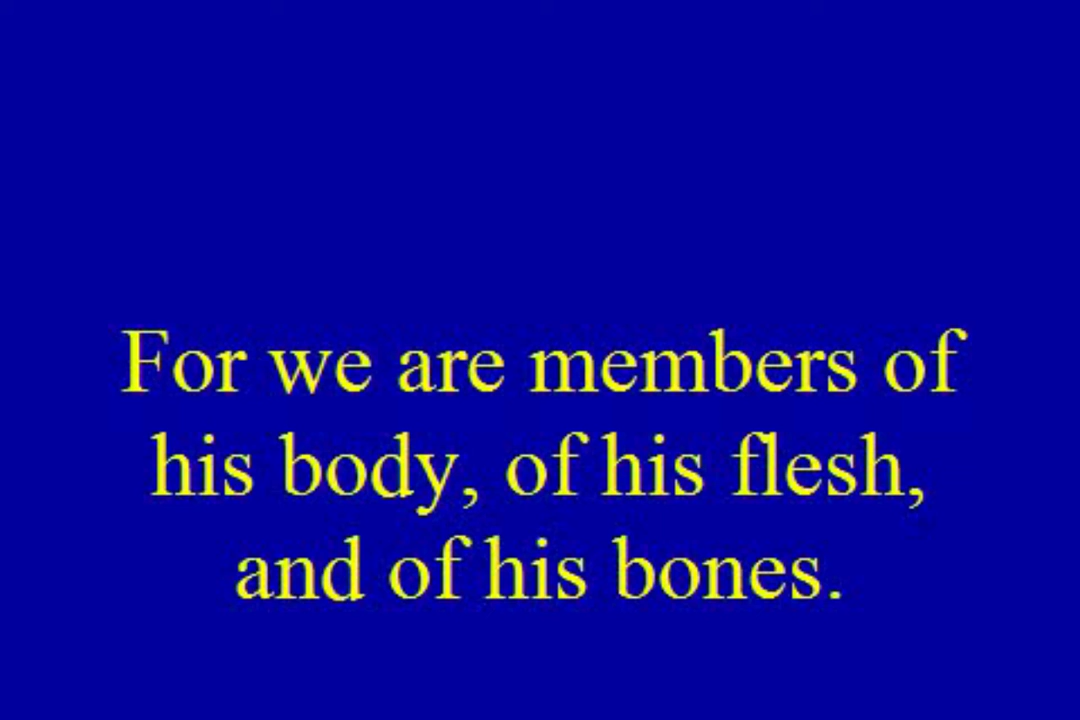 For we are members of
his body, of his flesh,
and of his bones.